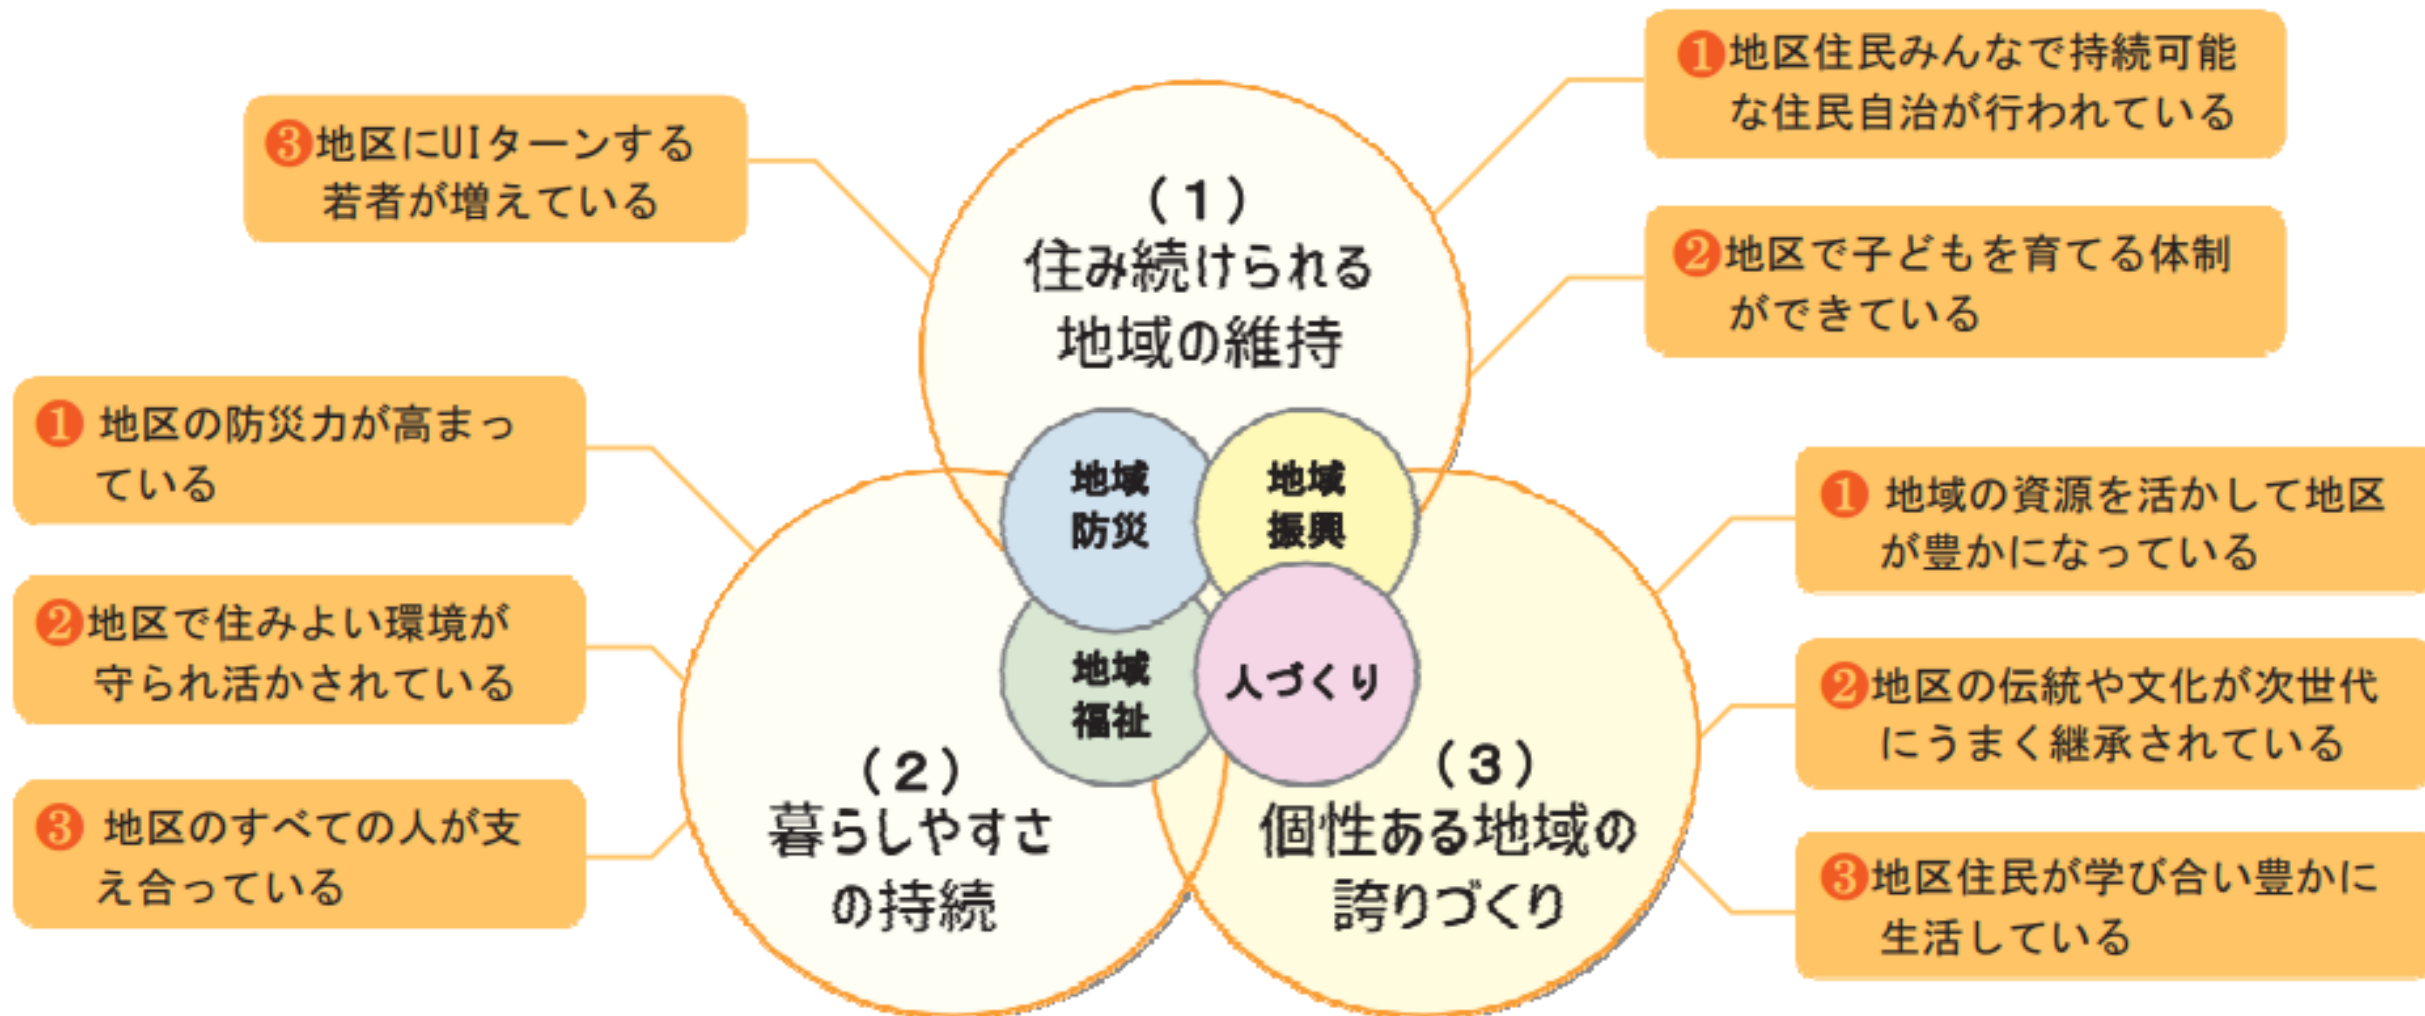 ❶地区住民みんなで持続可能
な住民自治が行われている
❷地区で子どもを育てる体制
ができている
❸地区にUIターンする
若者が増えている
（1）
住み続けられる
地域の維持
❶ 地区の防災力が高まっ
ている
❷地区で住みよい環境が
守られ活かされている
❸ 地区のすべての人が支
え合っている
地域
防災
地域
振興
地域
福祉
人づくり
（2）
暮らしやすさ
の持続
（3）
個性ある地域の
誇りづくり
❶ 地域の資源を活かして地区
が豊かになっている
❷地区の伝統や文化が次世代
にうまく継承されている
❸地区住民が学び合い豊かに
生活している